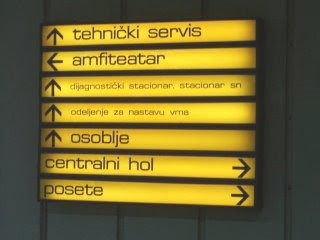 tehnički servis
amfiteatar
dijagnostički stacionar, stacionar sn
odeljenje za nastavu vma
osoblje
centralni hol
posete